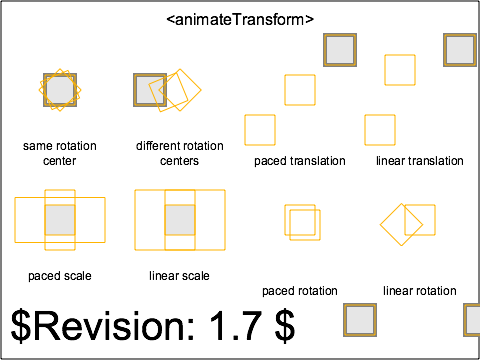 <animateTransform>
same rotation
center
different rotation
centers
paced translation
linear translation
paced scale
linear scale
paced rotation
linear rotation
$Revision: 1.7 $